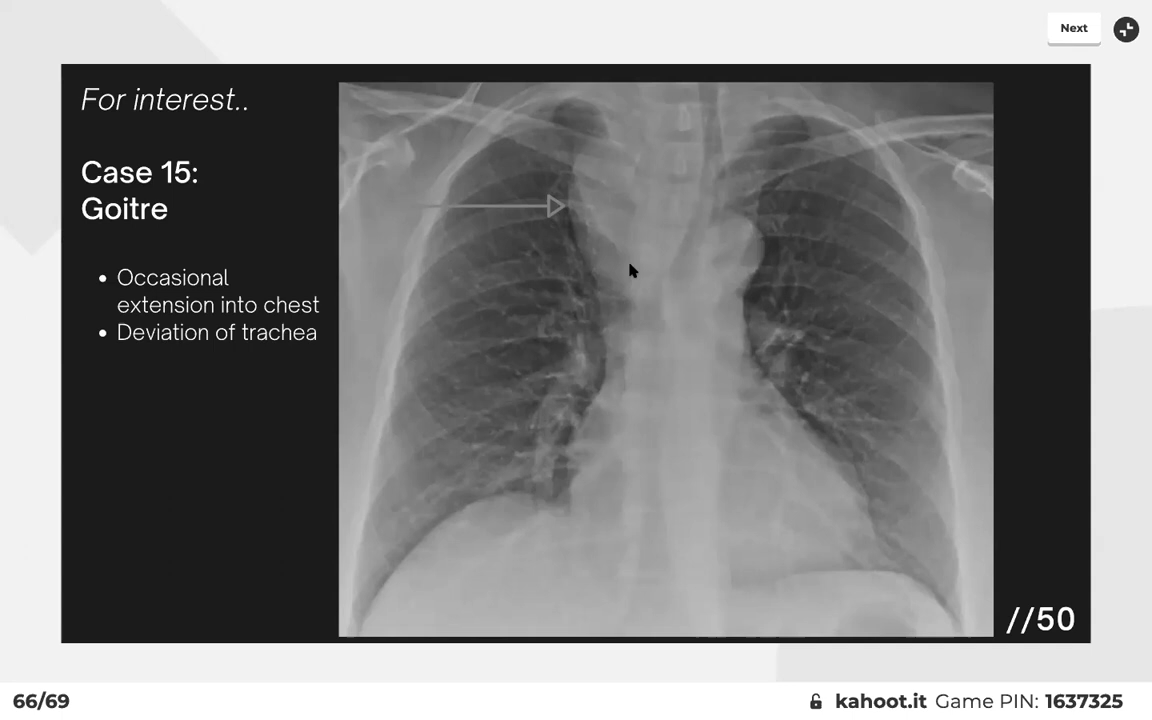 Next
For interest..
Case 15:
Goitre
• Occasional
extension into chest
• Deviation of trachea
//50
66/69
kahoot.it Game PIN: 1637325